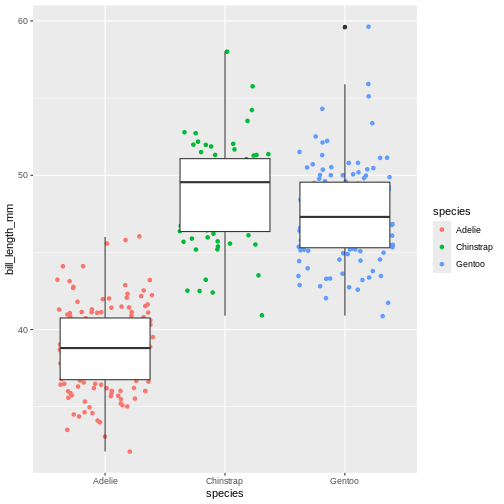 60
50
40
bill_length_mm
Adelie
Chinstrap
Gentoo
species
species
Adelie
Chinstrap
Gentoo